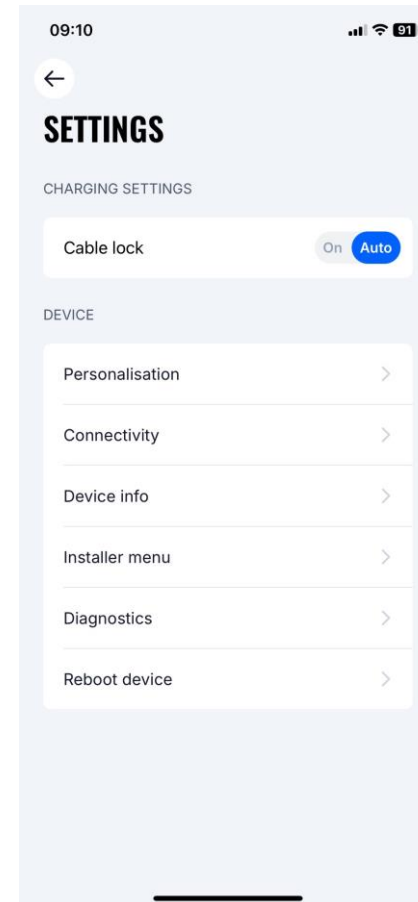 09:10
91
SETTINGS
CHARGING SETTINGS
Cable lock
On Auto
DEVICE
Personalisation
Connectivity
Device info
Installer menu
Diagnostics
Reboot device